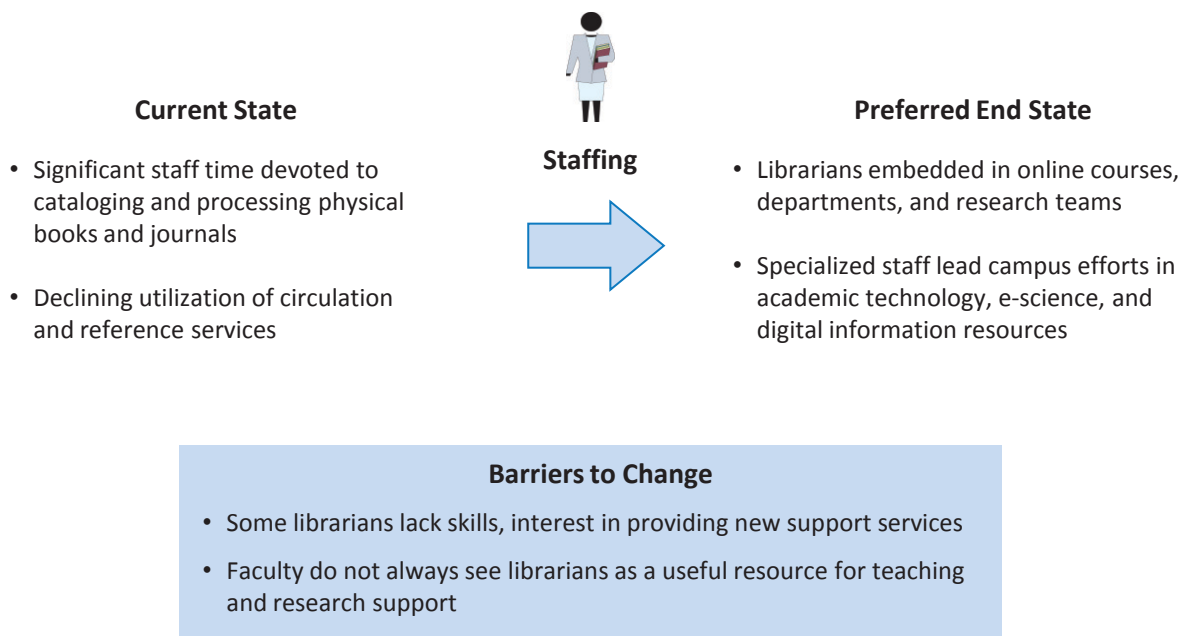 Current State
• Significant staff time devoted to
cataloging and processing physical
books and journals
• Declining utilization of circulation
and reference services
Staffing
Preferred End State
• Librarians embedded in online courses,
departments, and research teams
• Specialized staff lead campus efforts in
academic technology, e-science, and
digital information resources
Barriers to Change
• Some librarians lack skills, interest in providing new support services
• Faculty do not always see librarians as a useful resource for teaching
and research support